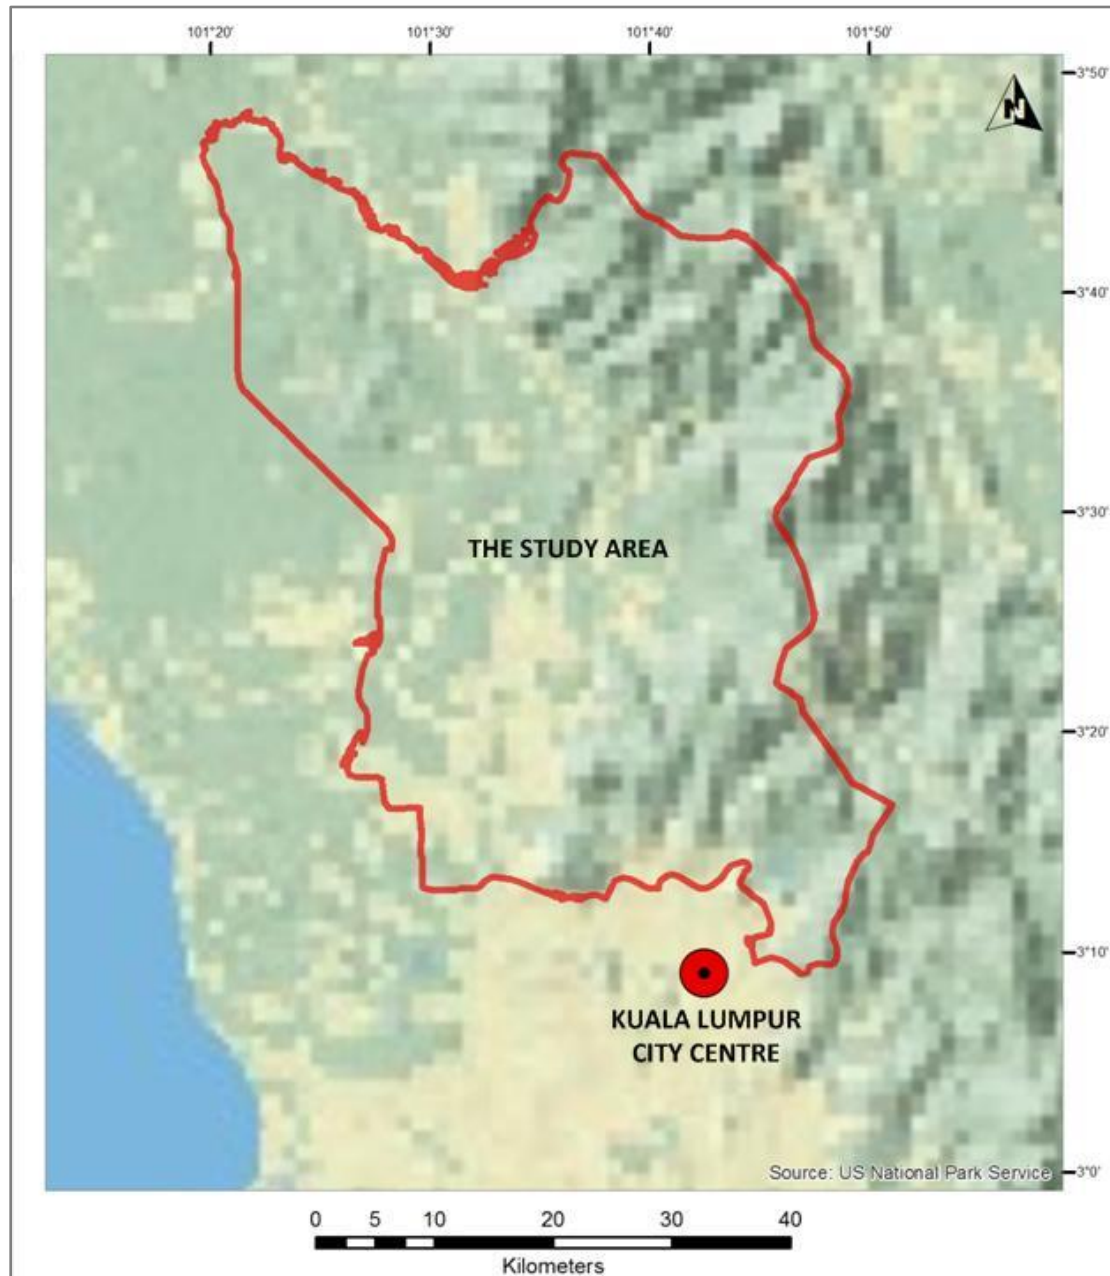 101°20' 101°30' 101°40' 101°50'
3°50'
N
3°40'
3°30'
THE STUDY AREA
3°20'
3°10'
KUALA LUMPUR
CITY CENTRE
Source: US National Park Service
3°0'
0 5 10 20 30 40
Kilometers